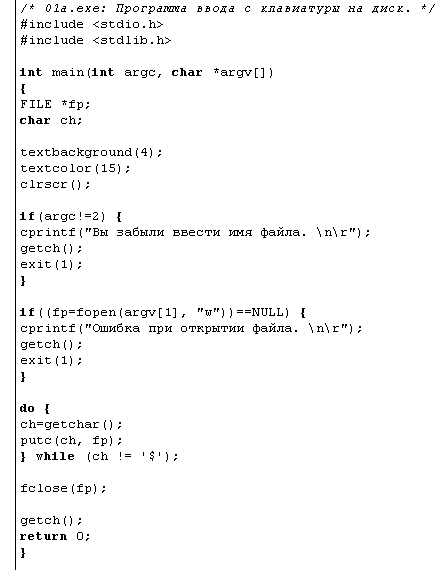 /* 01a.exe: Программа ввода с клавиатуры на диск. */
#include <stdio.h>
#include <stdlib.h>
int main(int argc, char *argv[])
{
FILE *fp;
char ch;
textbackground(4);
textcolor(15);
clrscr();
if(argc!=2) {
cprintf("Вы забыли ввести имя файла. \n\r");
getch();
exit(1);
}
if((fp=fopen(argv[1], "w"))==NULL) {
cprintf("Ошибка при открытии файла. \n\r");
getch();
exit(1);
}
do {
ch=getchar();
putc(ch, fp);
} while (ch != '$');
fclose(fp);
getch();
return 0;
}